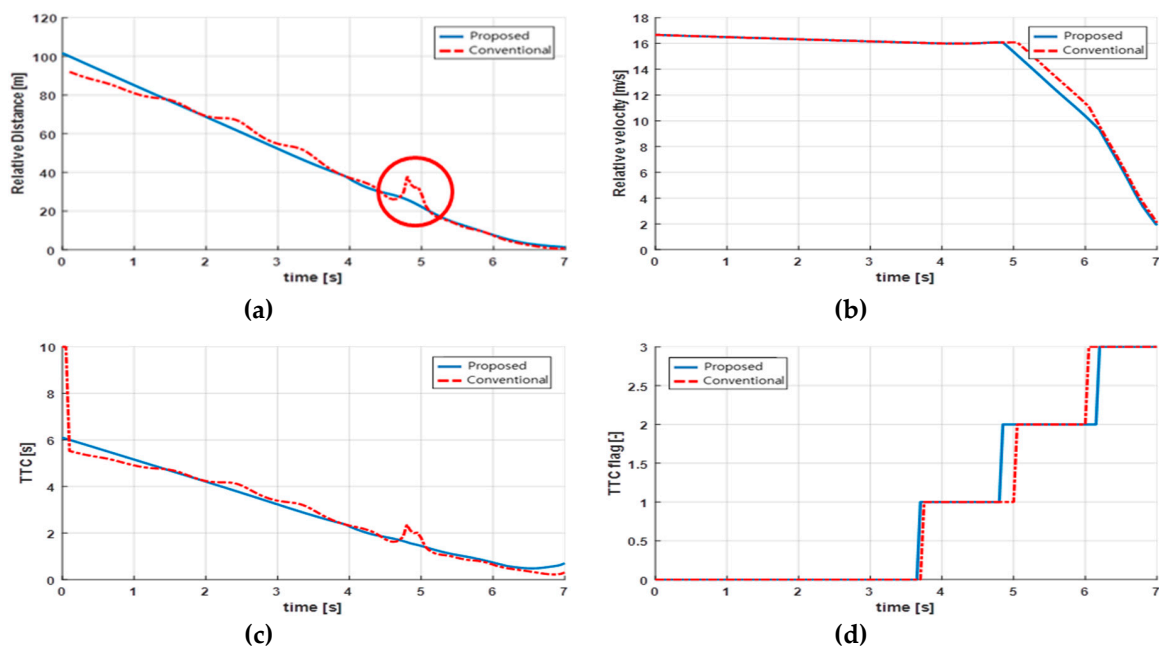 120
100
80
60
40
20
0
Relative Distance [m]
Proposed
Conventional
0 1 2 3 4 5 6 7
time [s]
(a)
18
16
14
12
10
8
6
4
2
0
Relative velocity [m/s]
Proposed
Conventional
0 1 2 3 4 5 6 7
time [s]
(b)
10
8
6
4
2
0
TTC [s]
Proposed
Conventional
0 1 2 3 4 5 6 7
time [s]
(c)
3
2.5
2
1.5
1
0.5
0
TTC flag[-]
Proposed
Conventional
0 1 2 3 4 5 6 7
time [s]
(d)